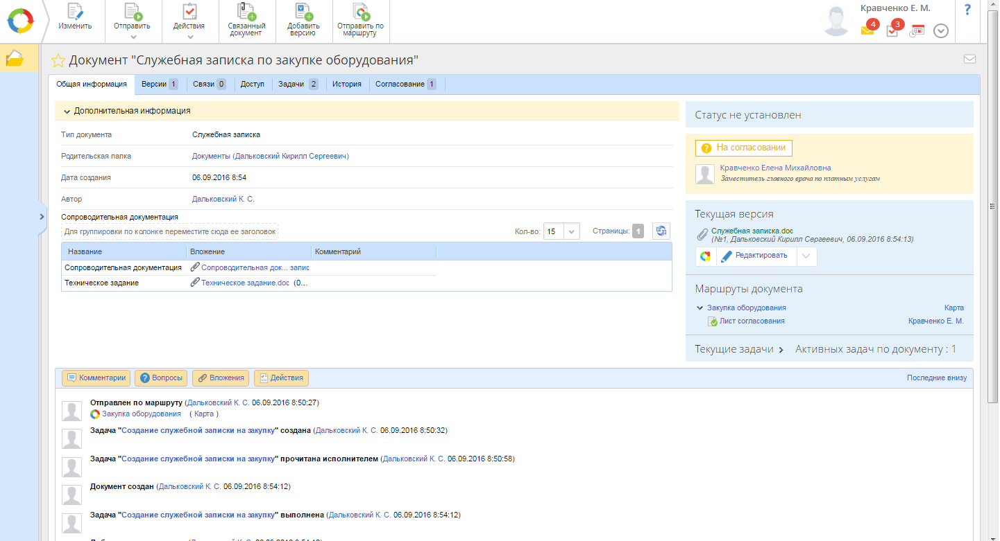 Изменить
Отправить
Действия
Связанный документ
Добавить версию
Отправить по маршруту
Кравченко Е. М.
4
3
?
Документ "Служебная записка по закупке оборудования"
Общая информация
Версии 1
Связи 0
Доступ
Задачи 2
История
Согласование 1
Дополнительная информация
Тип документа Служебная записка
Родительская папка Документы (Дальковский Кирилл Сергеевич)
Дата создания 06.09.2016 8:54
Автор Дальковский К. С.
Сопроводительная документация
Для группировки по колонке переместите сюда ее заголовок
Кол-во: 15 Страницы: 1
Название Вложение Комментарий
Сопроводительная документация Сопроводительная док... запис
Техническое задание Техническое задание.doc (0...
Статус не установлен
? На согласовании
Кравченко Елена Михайловна
Заместитель главного врача по платным услугам
Текущая версия
Служебная записка.doc
(№1, Дальковский Кирилл Сергеевич, 06.09.2016 8:54:13)
Редактировать
Маршруты документа
Закупка оборудования Карта
Лист согласования Кравченко Е. М.
Текущие задачи Активных задач по документу : 1
Комментарии ? Вопросы Вложения Действия Последние внизу
Отправлен по маршруту (Дальковский К. С. 06.09.2016 8:50:27)
Закупка оборудования ( Карта )
Задача "Создание служебной записки на закупку" создана (Дальковский К. С. 06.09.2016 8:50:32)
Задача "Создание служебной записки на закупку" прочитана исполнителем (Дальковский К. С. 06.09.2016 8:50:58)
Документ создан (Дальковский К. С. 06.09.2016 8:54:12)
Задача "Создание служебной записки на закупку" выполнена (Дальковский К. С. 06.09.2016 8:54:12)